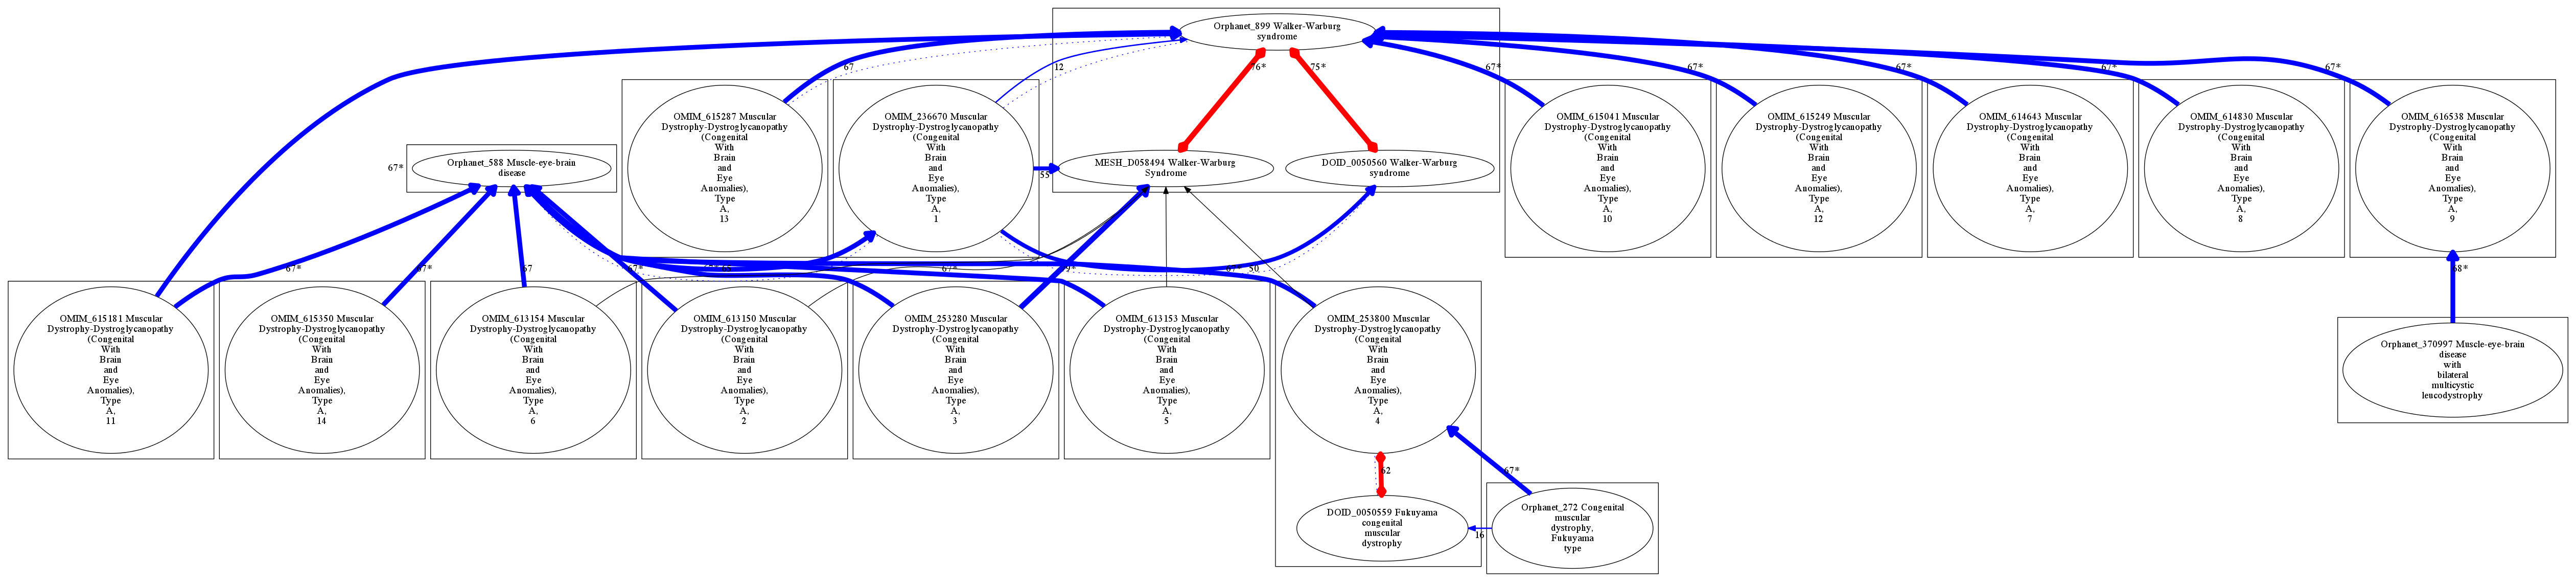 Orphanet_899 Walker-Warburg
syndrome
67
12
76*
75*
67*
67*
67*
67*
67*
OMIM_615287 Muscular
Dystrophy-Dystroglycanopathy
(Congenital
With
Brain
and
Eye
Anomalies),
Type
A,
13
OMIM_236670 Muscular
Dystrophy-Dystroglycanopathy
(Congenital
With
Brain
and
Eye
Anomalies),
Type
A,
1
OMIM_615041 Muscular
Dystrophy-Dystroglycanopathy
(Congenital
With
Brain
and
Eye
Anomalies),
Type
A,
10
OMIM_615249 Muscular
Dystrophy-Dystroglycanopathy
(Congenital
With
Brain
and
Eye
Anomalies),
Type
A,
12
OMIM_614643 Muscular
Dystrophy-Dystroglycanopathy
(Congenital
With
Brain
and
Eye
Anomalies),
Type
A,
7
OMIM_614830 Muscular
Dystrophy-Dystroglycanopathy
(Congenital
With
Brain
and
Eye
Anomalies),
Type
A,
8
OMIM_616538 Muscular
Dystrophy-Dystroglycanopathy
(Congenital
With
Brain
and
Eye
Anomalies),
Type
A,
9
67*
Orphanet_588 Muscle-eye-brain
disease
MESH_D058494 Walker-Warburg
Syndrome
DOID_0050560 Walker-Warburg
syndrome
55
67*
67*
67
67*
67*
50
68*
OMIM_615181 Muscular
Dystrophy-Dystroglycanopathy
(Congenital
With
Brain
and
Eye
Anomalies),
Type
A,
11
OMIM_615350 Muscular
Dystrophy-Dystroglycanopathy
(Congenital
With
Brain
and
Eye
Anomalies),
Type
A,
14
OMIM_613154 Muscular
Dystrophy-Dystroglycanopathy
(Congenital
With
Brain
and
Eye
Anomalies),
Type
A,
6
OMIM_613150 Muscular
Dystrophy-Dystroglycanopathy
(Congenital
With
Brain
and
Eye
Anomalies),
Type
A,
2
OMIM_253280 Muscular
Dystrophy-Dystroglycanopathy
(Congenital
With
Brain
and
Eye
Anomalies),
Type
A,
3
OMIM_613153 Muscular
Dystrophy-Dystroglycanopathy
(Congenital
With
Brain
and
Eye
Anomalies),
Type
A,
5
OMIM_253800 Muscular
Dystrophy-Dystroglycanopathy
(Congenital
With
Brain
and
Eye
Anomalies),
Type
A,
4
Orphanet_370997 Muscle-eye-brain
disease
with
bilateral
multicystic
leucodystrophy
62
67*
DOID_0050559 Fukuyama
congenital
muscular
dystrophy
16
Orphanet_272 Congenital
muscular
dystrophy,
Fukuyama
type